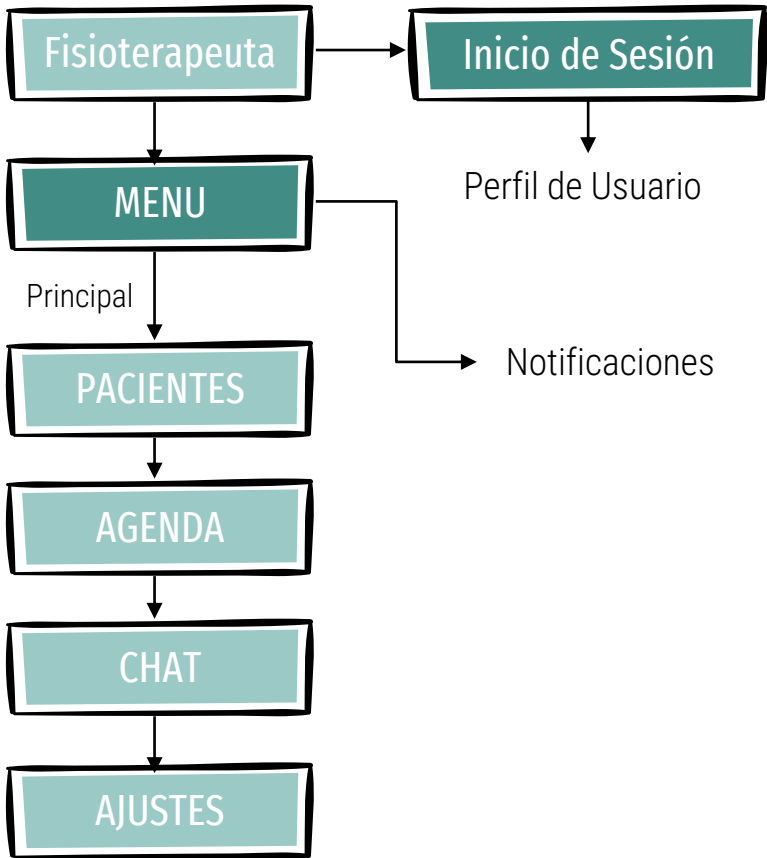 Fisioterapeuta
Inicio de Sesión
MENU
Perfil de Usuario
Principal
Notificaciones
PACIENTES
AGENDA
CHAT
AJUSTES